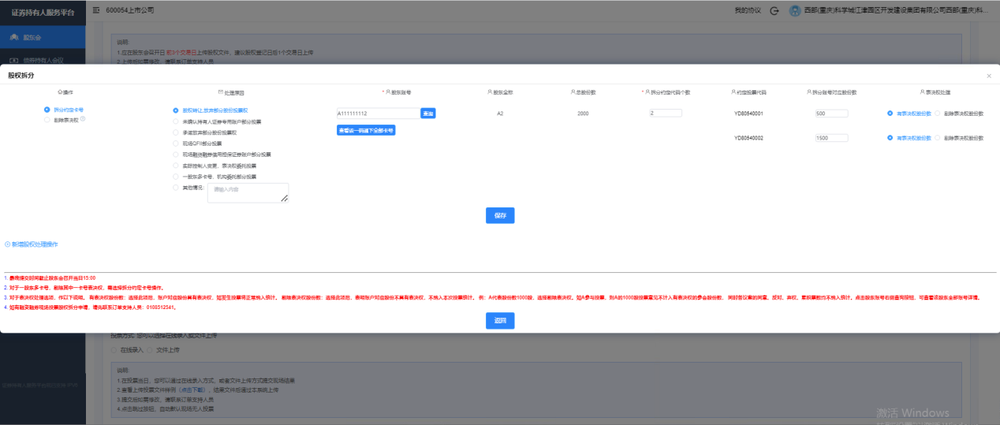 证券持有人服务平台
600054上市公司
我的协议
西部(重庆)科学城江津园区开发建设集团有限公司西部(重庆)科...
股东会
债券持有人会议
说明:
1.应在股东会召开日 前3个交易日上传股权文件，建议股权登记日后1个交易日上传
2.上传后如需修改，请联系订单支持人员
股权拆分
操作 处理原因 * 股东账号 股东全称 总股份数 * 拆分约定代码个数 约定投票代码 拆分账号对应股份数 表决权处理
拆分约定卡号
剔除表决权
股权转让,放弃部分股份投票权
未确认持有人证券专用账户部分投票
承诺放弃部分股份投票权
现场QFII部分投票
现场融资融券信用担保证券账户部分投票
实际控制人变更、表决权委托投票
一股东多卡号、机构委托部分投票
其他情况: 请输入内容
A111111112 查询
查看该一码通下全部卡号
A2 2000 2
YD80540001 500 有表决权股份数 剔除表决权股份数
YD80540002 1500 有表决权股份数 剔除表决权股份数
保存
新增股权处理操作
1. 最晚提交时间截止股东会召开当日15:00
2. 对于一股东多卡号，剔除其中一卡号表决权，需选择拆分约定卡号操作。
3. 对于表决权处理选项，作以下说明。 有表决权股份数：选择此项后，账户对应股份具有表决权，如发生投票将正常纳入统计。 剔除表决权股份数：选择此项后，表明账户对应股份不具有表决权，不纳入本次投票统计。 例：A代表股份数1000股，选择剔除表决权。如A参与投票，则A的1000股投票意见不计入有表决权的参会股份数， 同时各议案的同意、反对、弃权、累积票数均不纳入统计。点击股东账号右侧查询按钮，可查看该股东全部账号详情。
4. 如有融资融券现场投票股权拆分申请，请先联系订单支持人员：0108512541。
返回
投票方式: 您可以选择在线录入或文件上传
在线录入 文件上传
说明:
1.在投票当日，您可以通过在线录入方式，或者文件上传方式提交现场结果
2.查看上传投票文件样例（点击下载），结果文件应通过本系统上传
3.提交后如需修改，请联系订单支持人员
4.点击跳过按钮，自动默认现场无人投票
激活 Windows